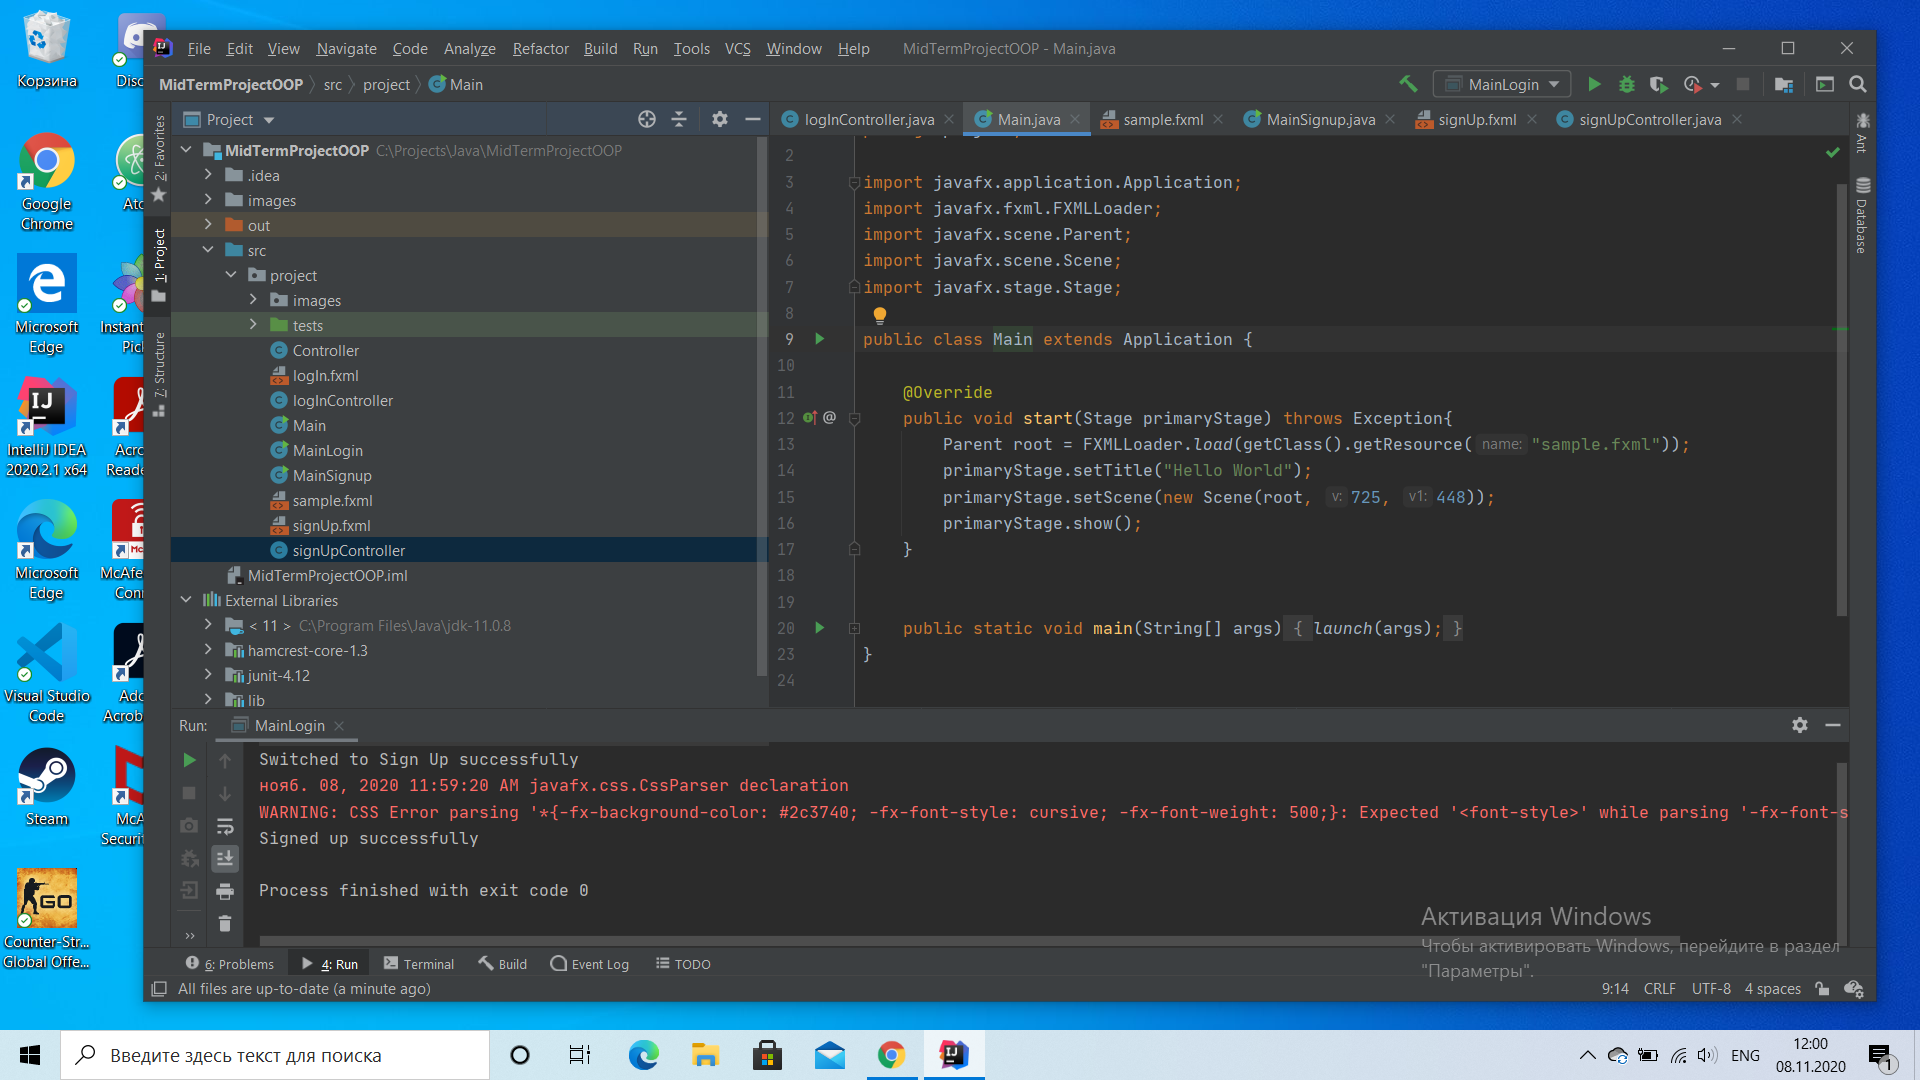 Корзина
Disc
Google
Chrome
Ato
Microsoft
Edge
Instant
Pick
IntelliJ IDEA
2020.2.1 x64
Acro
Reade
Microsoft
Edge
McAfe
Conn
Visual Studio
Code
Ado
Acroba
Steam
McA
Securit
Counter-Str...
Global Offe...
File Edit View Navigate Code Analyze Refactor Build Run Tools VCS Window Help MidTermProjectOOP - Main.java
MidTermProjectOOP src project Main
MainLogin
Project
logInController.java
Main.java
sample.fxml
MainSignup.java
signUp.fxml
signUpController.java
2: Favorites
1: Project
7: Structure
Ant
Database
MidTermProjectOOP C:\Projects\Java\MidTermProjectOOP
.idea
images
out
src
project
images
tests
Controller
logIn.fxml
logInController
Main
MainLogin
MainSignup
sample.fxml
signUp.fxml
signUpController
MidTermProjectOOP.iml
External Libraries
< 11 > C:\Program Files\Java\jdk-11.0.8
hamcrest-core-1.3
junit-4.12
lib
2
3 import javafx.application.Application;
4 import javafx.fxml.FXMLLoader;
5 import javafx.scene.Parent;
6 import javafx.scene.Scene;
7 import javafx.stage.Stage;
8
9 public class Main extends Application {
10
11 @Override
12 @ public void start(Stage primaryStage) throws Exception{
13 Parent root = FXMLLoader.load(getClass().getResource( name: "sample.fxml"));
14 primaryStage.setTitle("Hello World");
15 primaryStage.setScene(new Scene(root, v: 725, v1: 448));
16 primaryStage.show();
17 }
18
19
20 public static void main(String[] args) { launch(args); }
23 }
24
Run: MainLogin
Switched to Sign Up successfully
нояб. 08, 2020 11:59:20 AM javafx.css.CssParser declaration
WARNING: CSS Error parsing '*{-fx-background-color: #2c3740; -fx-font-style: cursive; -fx-font-weight: 500;}: Expected '<font-style>' while parsing '-fx-font-s
Signed up successfully
Process finished with exit code 0
Активация Windows
Чтобы активировать Windows, перейдите в раздел
"Параметры".
6: Problems 4: Run Terminal Build Event Log TODO
All files are up-to-date (a minute ago)
9:14 CRLF UTF-8 4 spaces
Введите здесь текст для поиска
ENG
12:00
08.11.2020
1